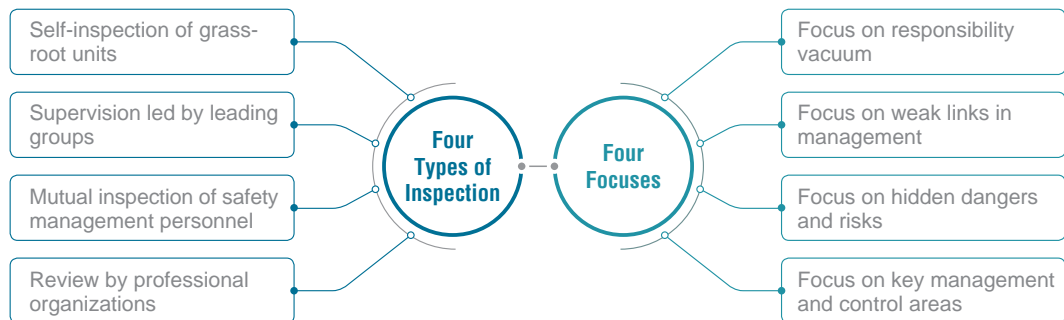 Self-inspection of grass-
root units
Supervision led by leading
groups
Mutual inspection of safety
management personnel
Review by professional
organizations
Four
Types of
Inspection
Four
Focuses
Focus on responsibility
vacuum
Focus on weak links in
management
Focus on hidden dangers
and risks
Focus on key management
and control areas